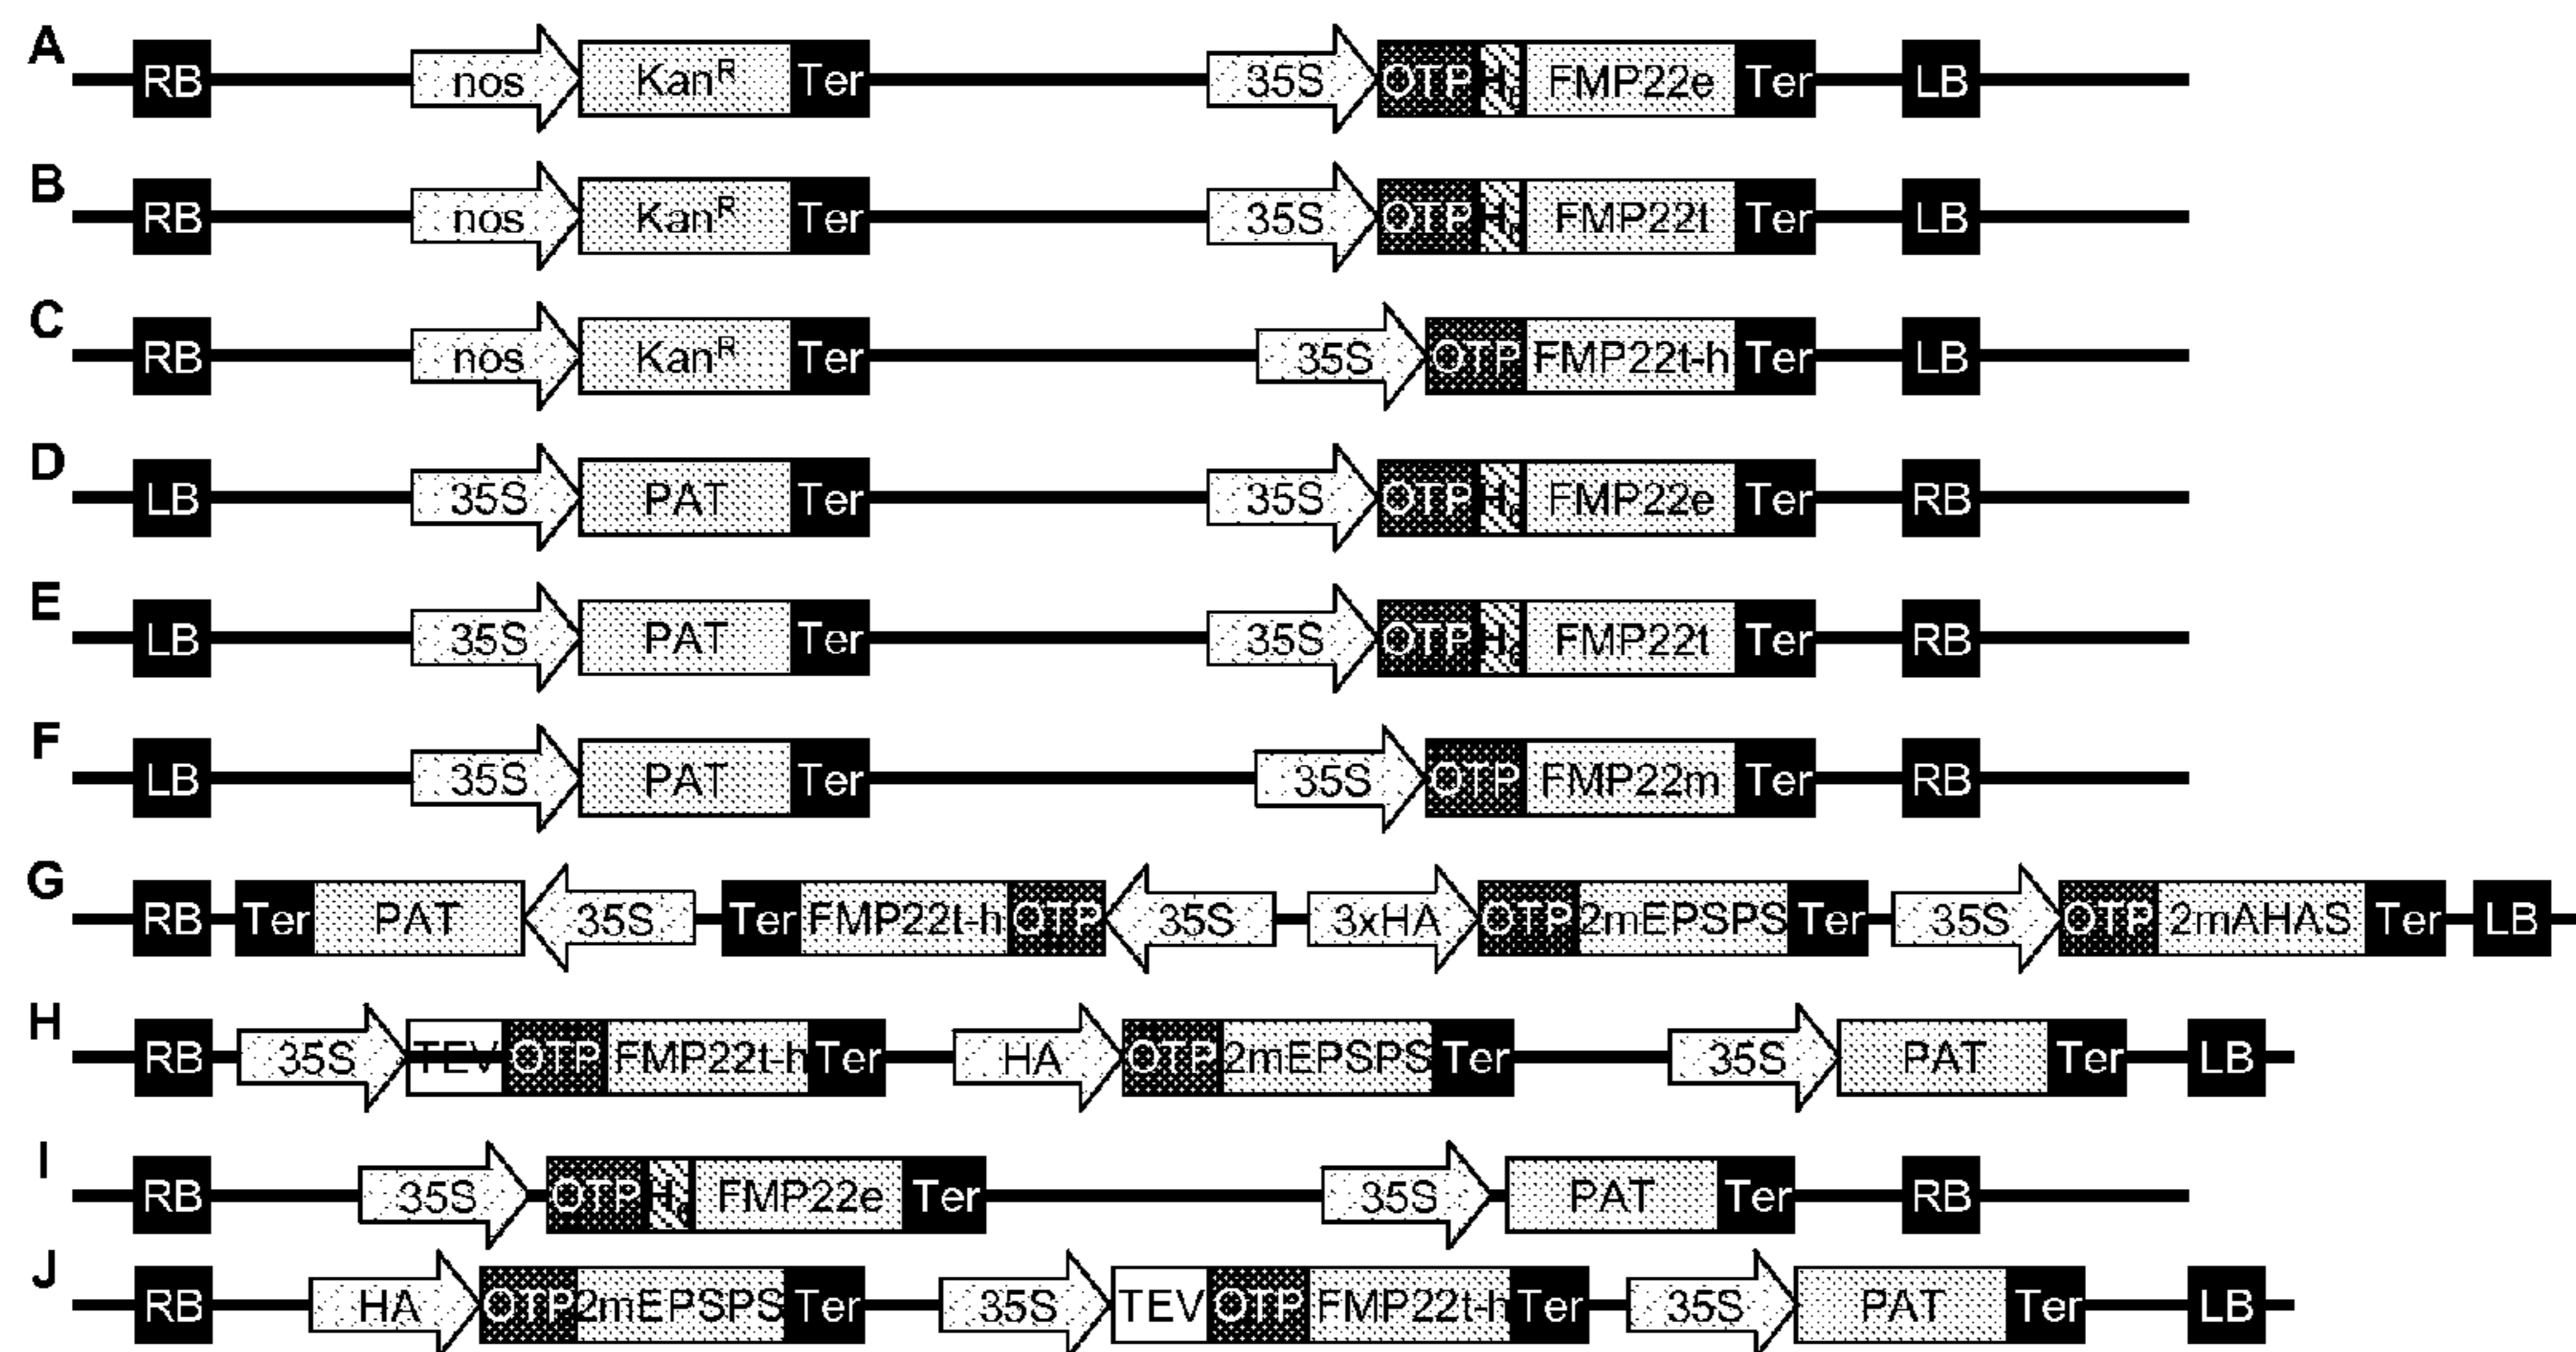 A RB nos Kanᴿ Ter 35S OTP H₆ FMP22e Ter LB
B RB nos Kanᴿ Ter 35S OTP H₆ FMP22t Ter LB
C RB nos Kanᴿ Ter 35S OTP FMP22t-h Ter LB
D LB 35S PAT Ter 35S OTP H₆ FMP22e Ter RB
E LB 35S PAT Ter 35S OTP H₆ FMP22t Ter RB
F LB 35S PAT Ter 35S OTP FMP22m Ter RB
G RB Ter PAT 35S Ter FMP22t-h OTP 35S 3xHA OTP 2mEPSPS Ter 35S OTP 2mAHAS Ter LB
H RB 35S TEV OTP FMP22t-h Ter HA OTP 2mEPSPS Ter 35S PAT Ter LB
I RB 35S OTP H₆ FMP22e Ter 35S PAT Ter RB
J RB HA OTP 2mEPSPS Ter 35S TEV OTP FMP22t-h Ter 35S PAT Ter LB